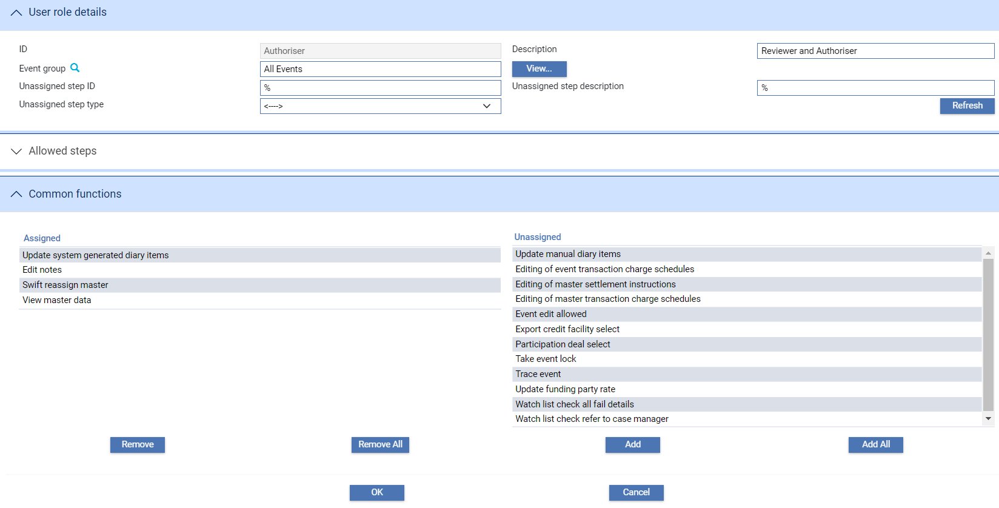 User role details
ID
Authoriser
Description
Reviewer and Authoriser
Event group
All Events
View...
Unassigned step ID
%
Unassigned step description
%
Unassigned step type
<---->
Refresh
Allowed steps
Common functions
Assigned
Update system generated diary items
Edit notes
Swift reassign master
View master data
Unassigned
Update manual diary items
Editing of event transaction charge schedules
Editing of master settlement instructions
Editing of master transaction charge schedules
Event edit allowed
Export credit facility select
Participation deal select
Take event lock
Trace event
Update funding party rate
Watch list check all fail details
Watch list check refer to case manager
Remove
Remove All
Add
Add All
OK
Cancel